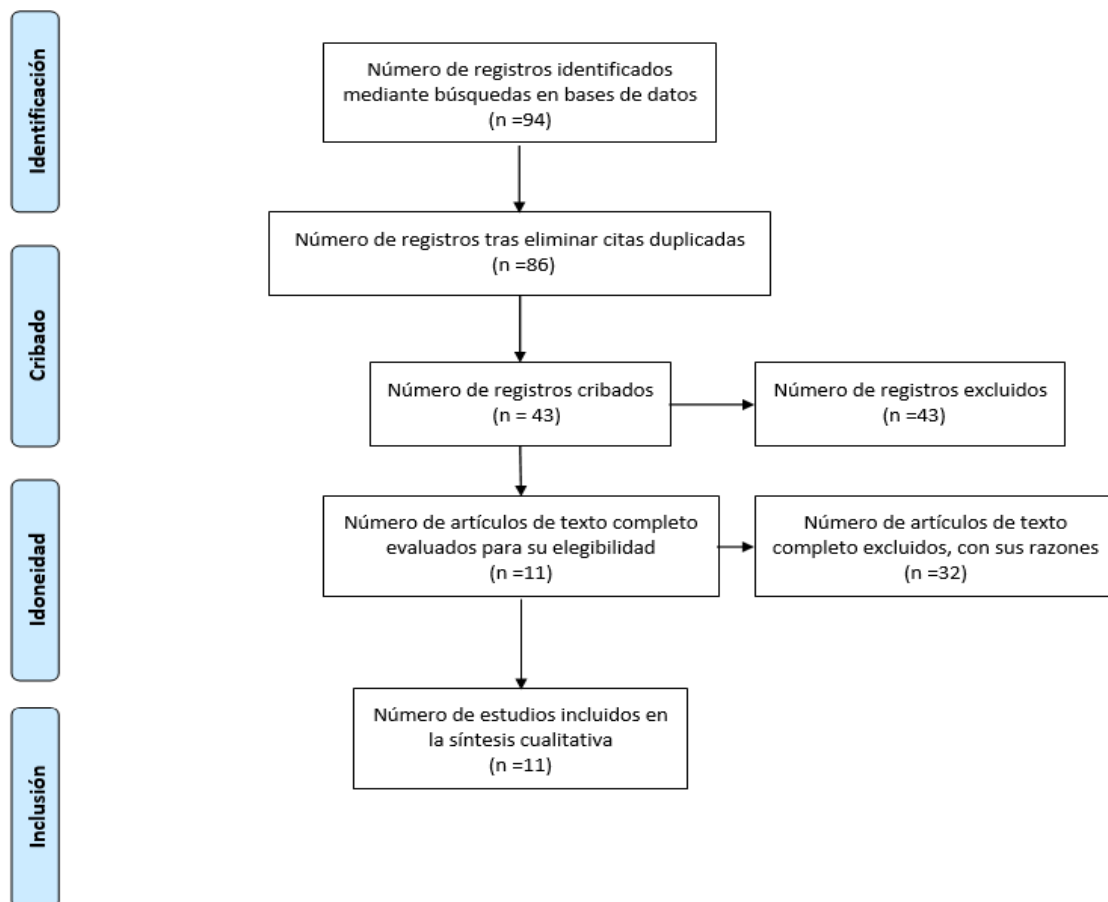 Identificación
Número de registros identificados
mediante búsquedas en bases de datos
(n =94)
Número de registros tras eliminar citas duplicadas
(n =86)
Cribado
Número de registros cribados
(n = 43)
Número de registros excluidos
(n =43)
Idoneidad
Número de artículos de texto completo
evaluados para su elegibilidad
(n =11)
Número de artículos de texto
completo excluidos, con sus razones
(n =32)
Inclusión
Número de estudios incluidos en
la síntesis cualitativa
(n =11)